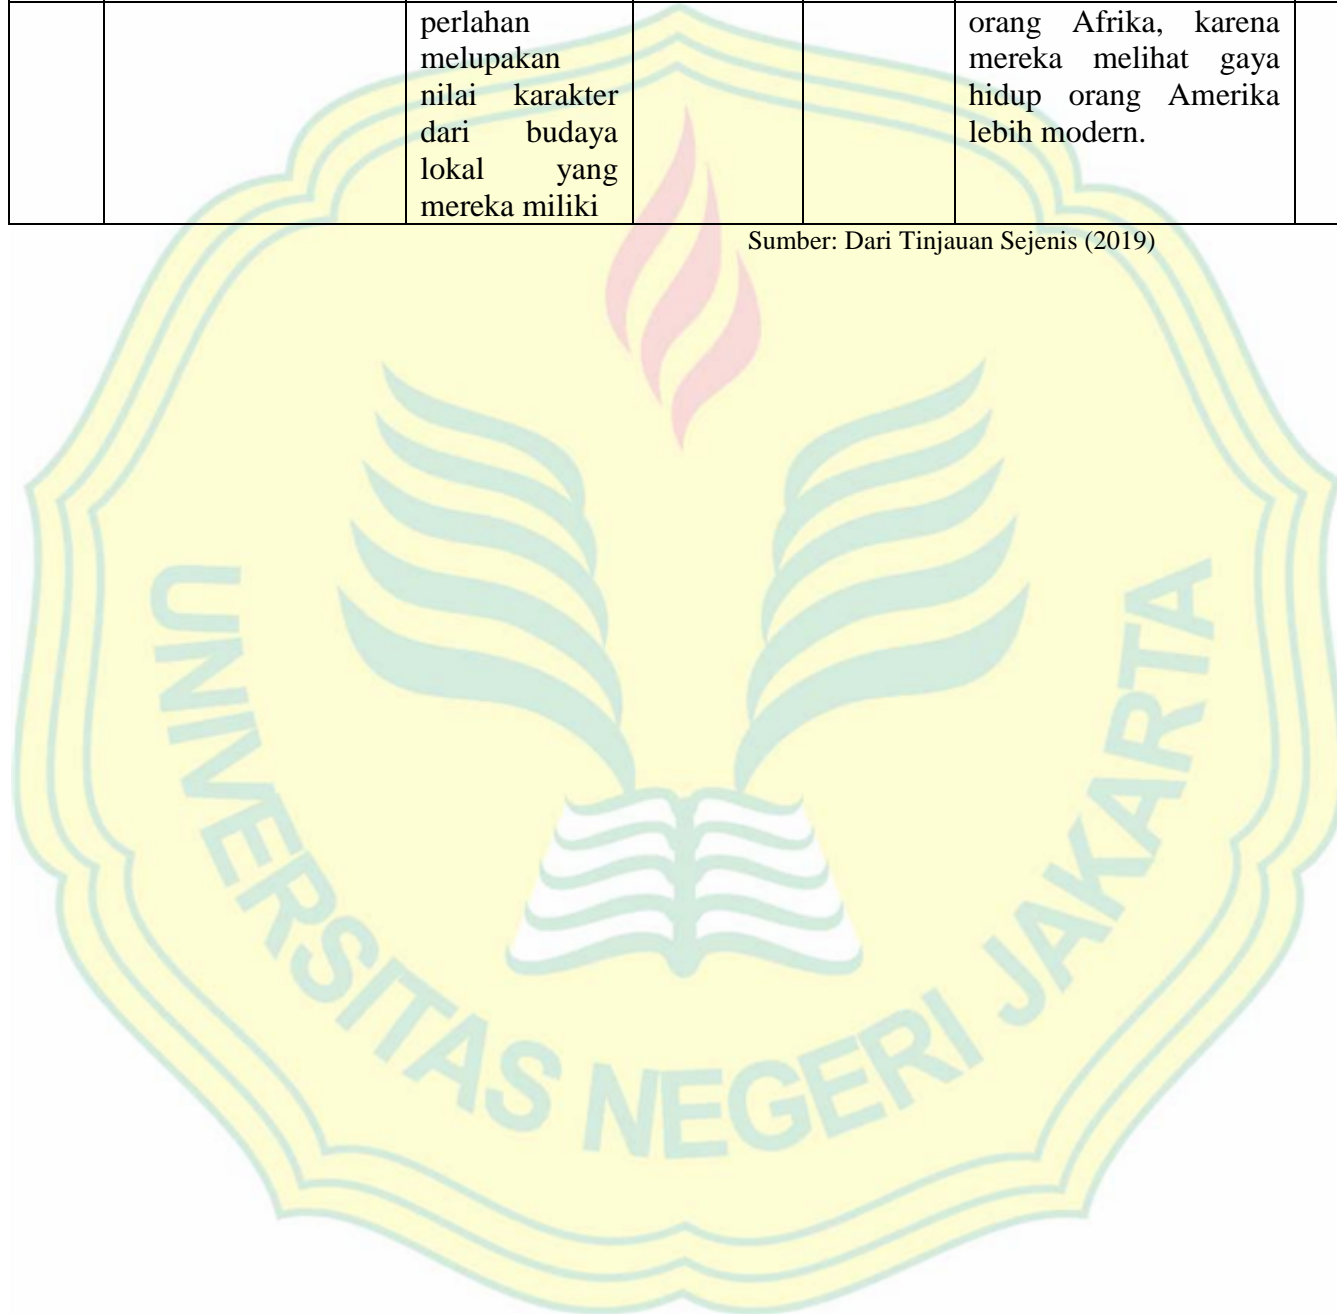 perlahan
melupakan
nilai karakter
dari budaya
lokal yang
mereka miliki
orang Afrika, karena
mereka melihat gaya
hidup orang Amerika
lebih modern.
Sumber: Dari Tinjauan Sejenis (2019)
UNIVERSITAS NEGERI JAKARTA